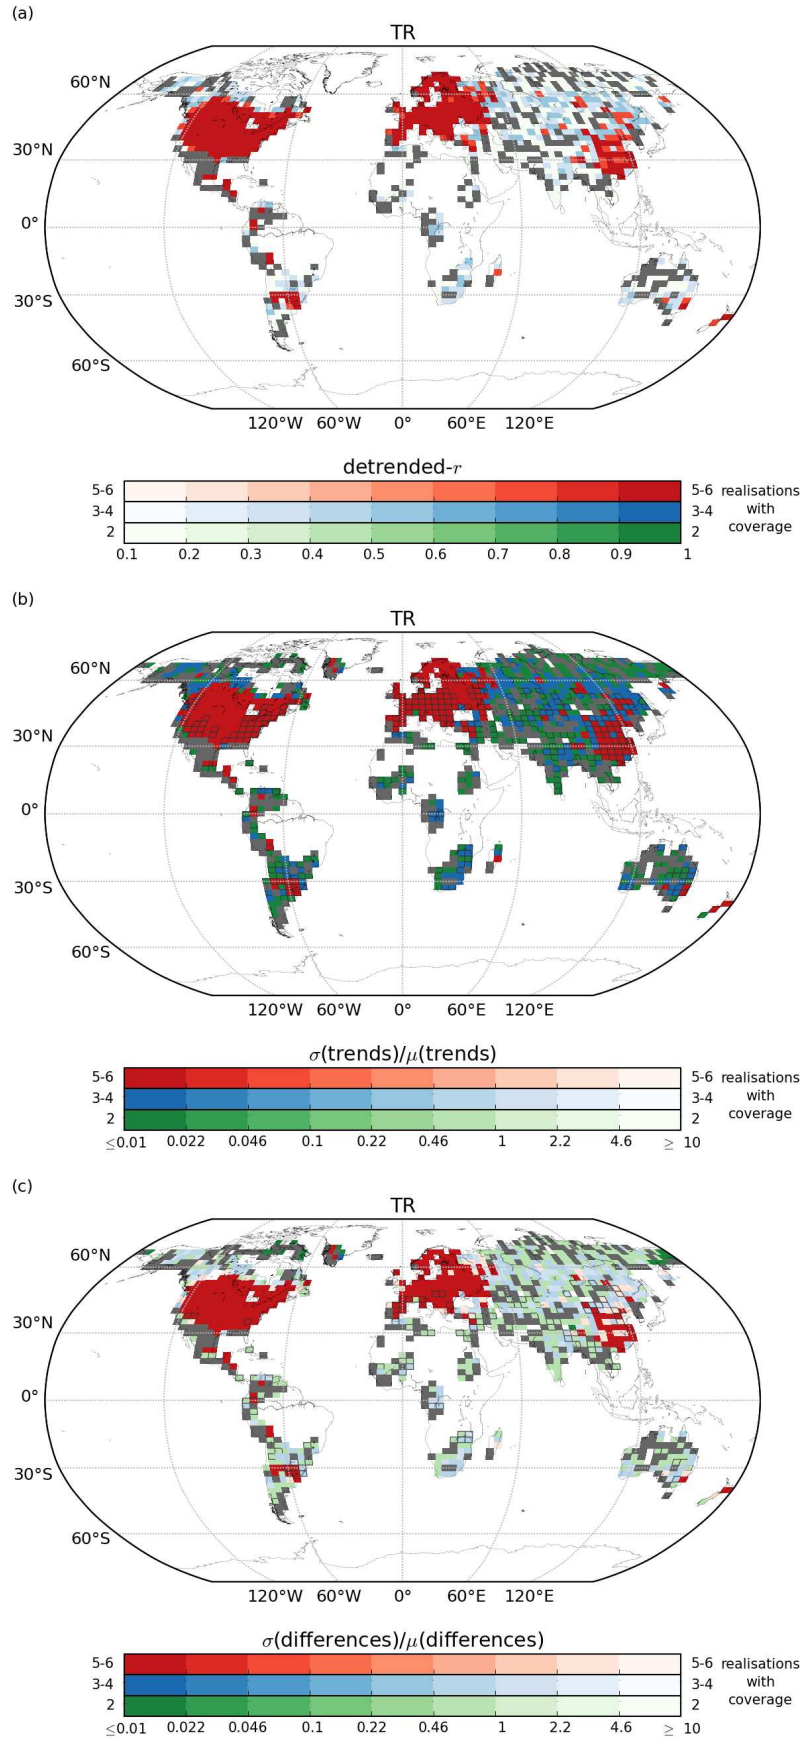 (a)
TR
60°N
30°N
0°
30°S
60°S
120°W 60°W 0° 60°E 120°E
detrended-r
5-6 5-6 realisations
3-4 3-4 with
2 2 coverage
0.1 0.2 0.3 0.4 0.5 0.6 0.7 0.8 0.9 1
(b)
TR
60°N
30°N
0°
30°S
60°S
120°W 60°W 0° 60°E 120°E
σ(trends)/μ(trends)
5-6 5-6 realisations
3-4 3-4 with
2 2 coverage
≤0.01 0.022 0.046 0.1 0.22 0.46 1 2.2 4.6 ≥ 10
(c)
TR
60°N
30°N
0°
30°S
60°S
120°W 60°W 0° 60°E 120°E
σ(differences)/μ(differences)
5-6 5-6 realisations
3-4 3-4 with
2 2 coverage
≤0.01 0.022 0.046 0.1 0.22 0.46 1 2.2 4.6 ≥ 10